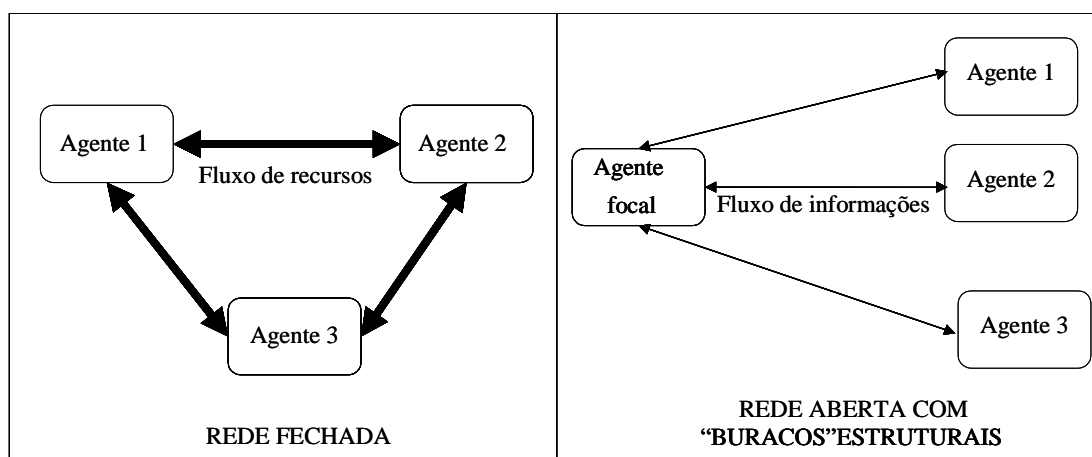 Agente 1
Agente 2
Fluxo de recursos
Agente 3
REDE FECHADA
Agente 1
Agente
focal
Agente 2
Fluxo de informações
Agente 3
REDE ABERTA COM
“BURACOS”ESTRUTURAIS